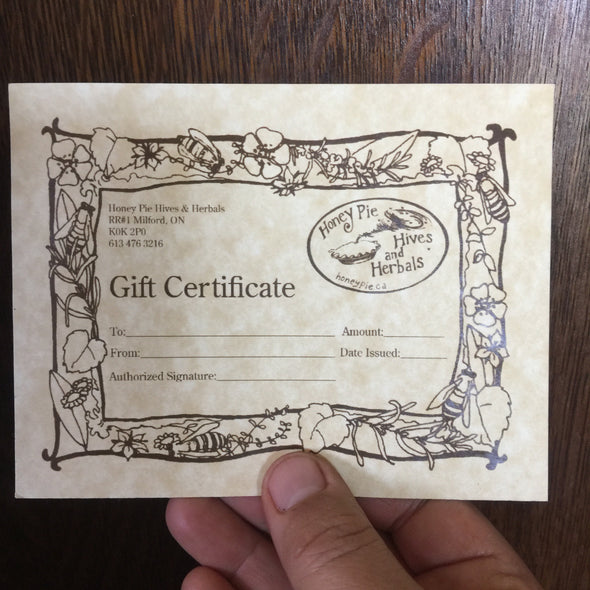 Honey Pie Hives & Herbals
RR#1 Milford, ON
K0K 2P0
613 476 3216
Honey Pie
Hives
and
Herbals
honeypie.ca
Gift Certificate
To:
Amount:
From:
Date Issued:
Authorized Signature: